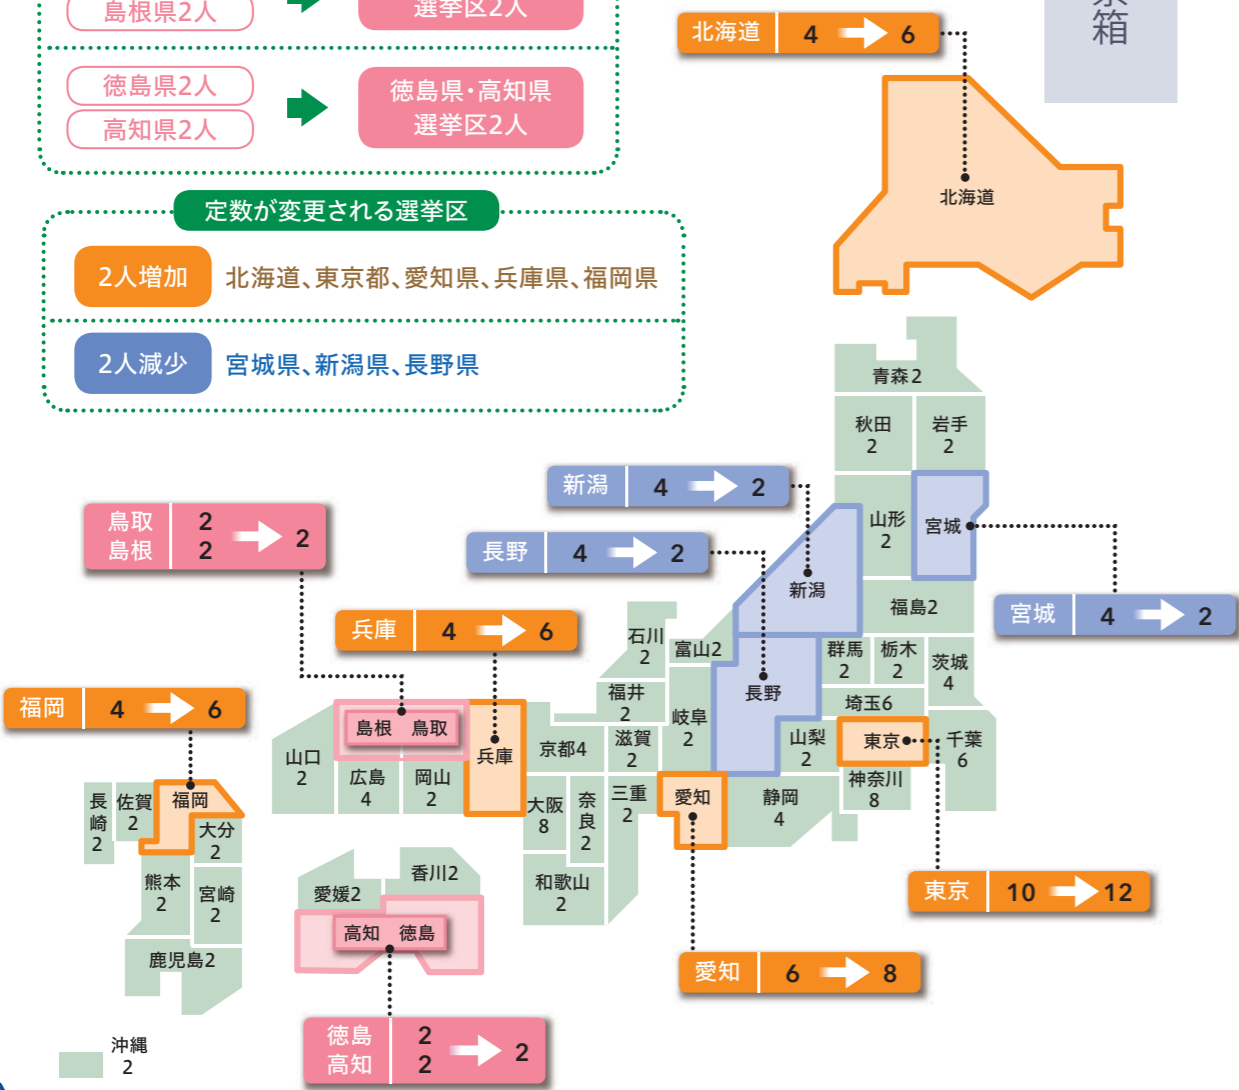 島根県2人
選挙区2人
徳島県2人
高知県2人
徳島県・高知県
選挙区2人
定数が変更される選挙区
2人増加
北海道、東京都、愛知県、兵庫県、福岡県
2人減少
宮城県、新潟県、長野県
箱
北海道 4 6
北海道
青森2
秋田
2
岩手
2
新潟 4 2
山形
2
宮城
鳥取
島根
2
2
2
長野 4 2
新潟
福島2
宮城 4 2
兵庫 4 6
石川
2
富山2
群馬
2
栃木
2
茨城
4
長野
福岡 4 6
福井
2
岐阜
2
埼玉6
島根 鳥取
兵庫
京都4
滋賀
2
山梨
2
東京
千葉
6
山口
2
広島
4
岡山
2
神奈川
8
長崎
2
佐賀
2
福岡
大分
2
大阪
8
奈良
2
三重
2
愛知
静岡
4
熊本
2
宮崎
2
愛媛2
香川2
和歌山
2
東京 10 12
高知 徳島
鹿児島2
愛知 6 8
徳島
高知
2
2
2
沖縄
2